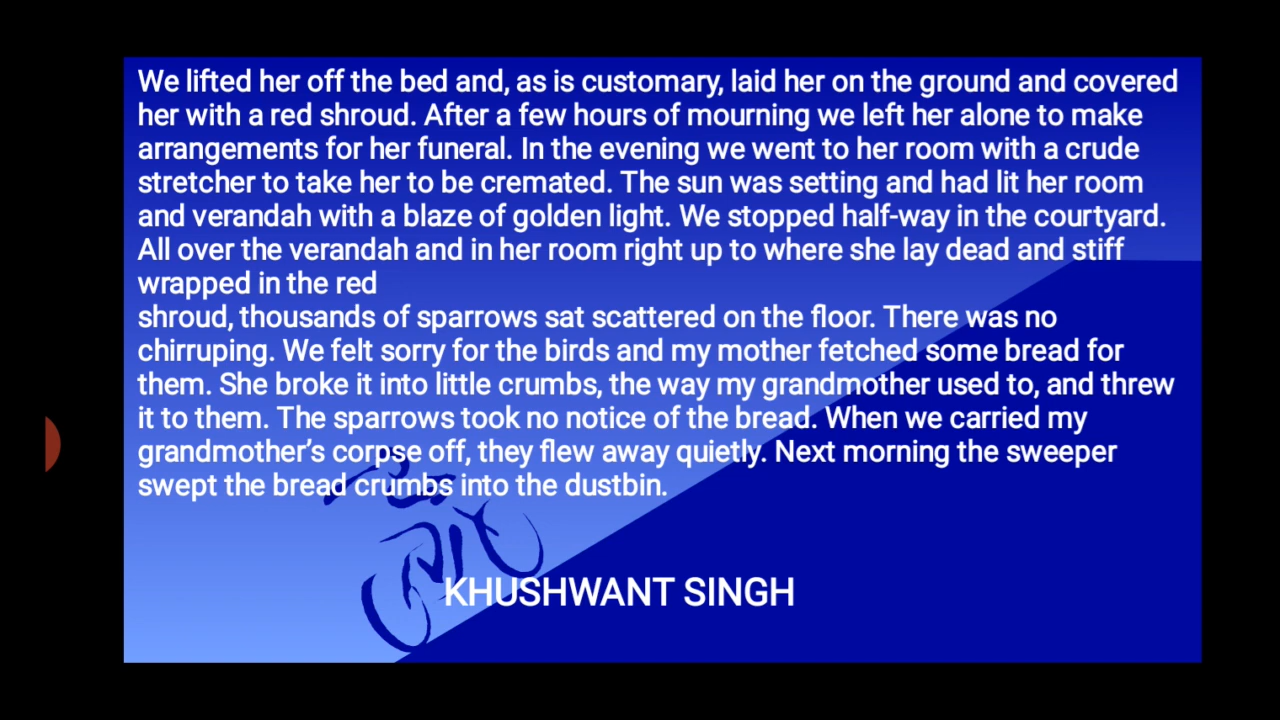 We lifted her off the bed and, as is customary, laid her on the ground and covered
her with a red shroud. After a few hours of mourning we left her alone to make
arrangements for her funeral. In the evening we went to her room with a crude
stretcher to take her to be cremated. The sun was setting and had lit her room
and verandah with a blaze of golden light. We stopped half-way in the courtyard.
All over the verandah and in her room right up to where she lay dead and stiff
wrapped in the red
shroud, thousands of sparrows sat scattered on the floor. There was no
chirruping. We felt sorry for the birds and my mother fetched some bread for
them. She broke it into little crumbs, the way my grandmother used to, and threw
it to them. The sparrows took no notice of the bread. When we carried my
grandmother’s corpse off, they flew away quietly. Next morning the sweeper
swept the bread crumbs into the dustbin.
KHUSHWANT SINGH